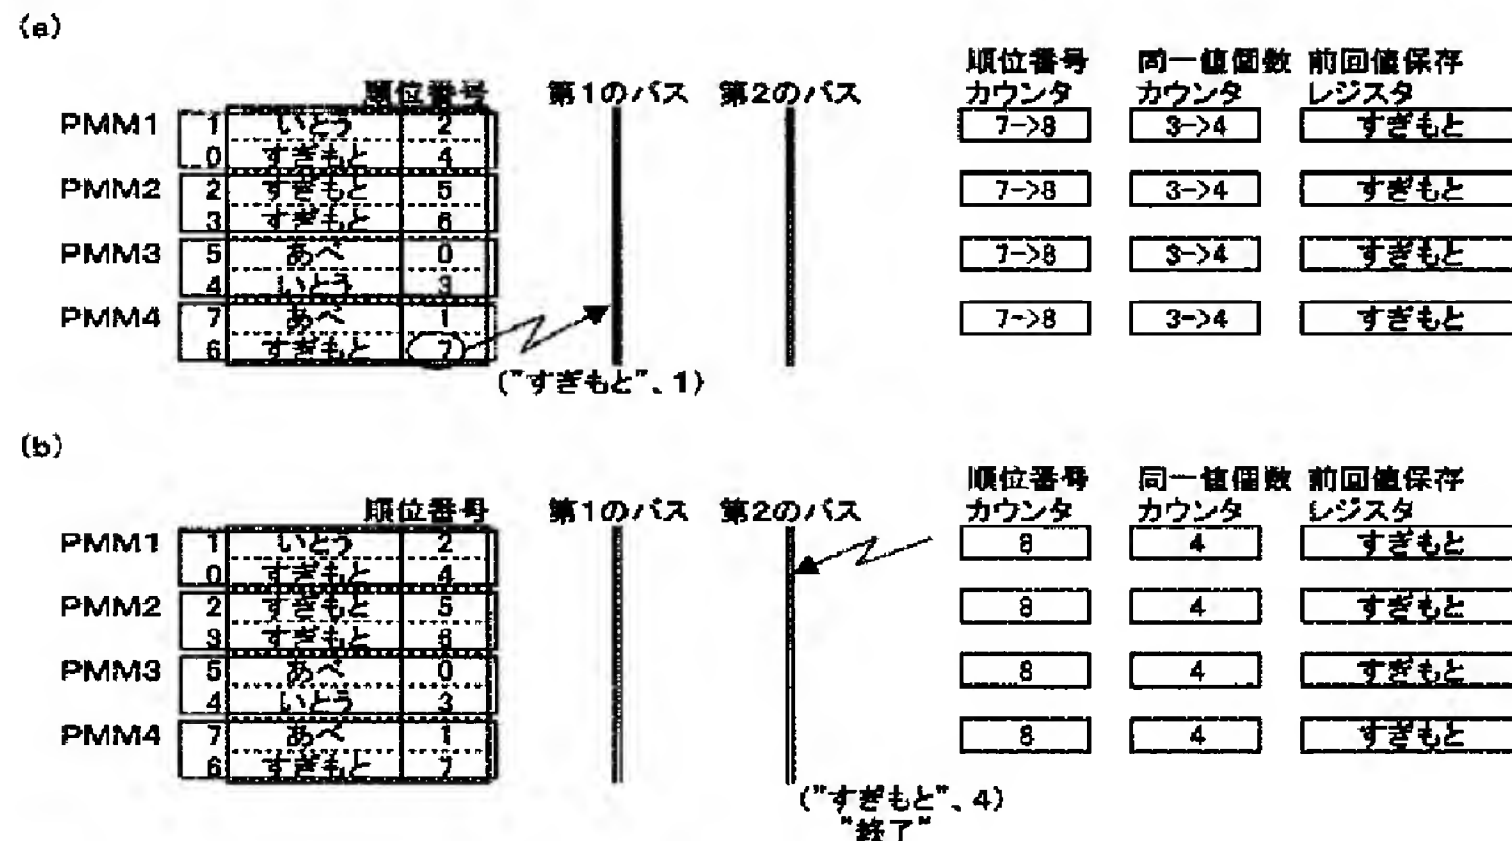 (a)
順位番号 第1のバス 第2のバス 順位番号カウンタ 同一値個数カウンタ 前回値保存レジスタ
PMM1 1 いとう 2 7->8 3->4 すぎもと
0 すぎもと 4
PMM2 2 すぎもと 5 7->8 3->4 すぎもと
3 すぎもと 6
PMM3 5 あべ 0 7->8 3->4 すぎもと
4 いとう 3
PMM4 7 あべ 1 7->8 3->4 すぎもと
6 すぎもと 7
("すぎもと"、1)
(b)
順位番号 第1のバス 第2のバス 順位番号カウンタ 同一値個数カウンタ 前回値保存レジスタ
PMM1 1 いとう 2 8 4 すぎもと
0 すぎもと 4
PMM2 2 すぎもと 5 8 4 すぎもと
3 すぎもと 6
PMM3 5 あべ 0 8 4 すぎもと
4 いとう 3
PMM4 7 あべ 1 8 4 すぎもと
6 すぎもと 7
("すぎもと"、4)
"終了"